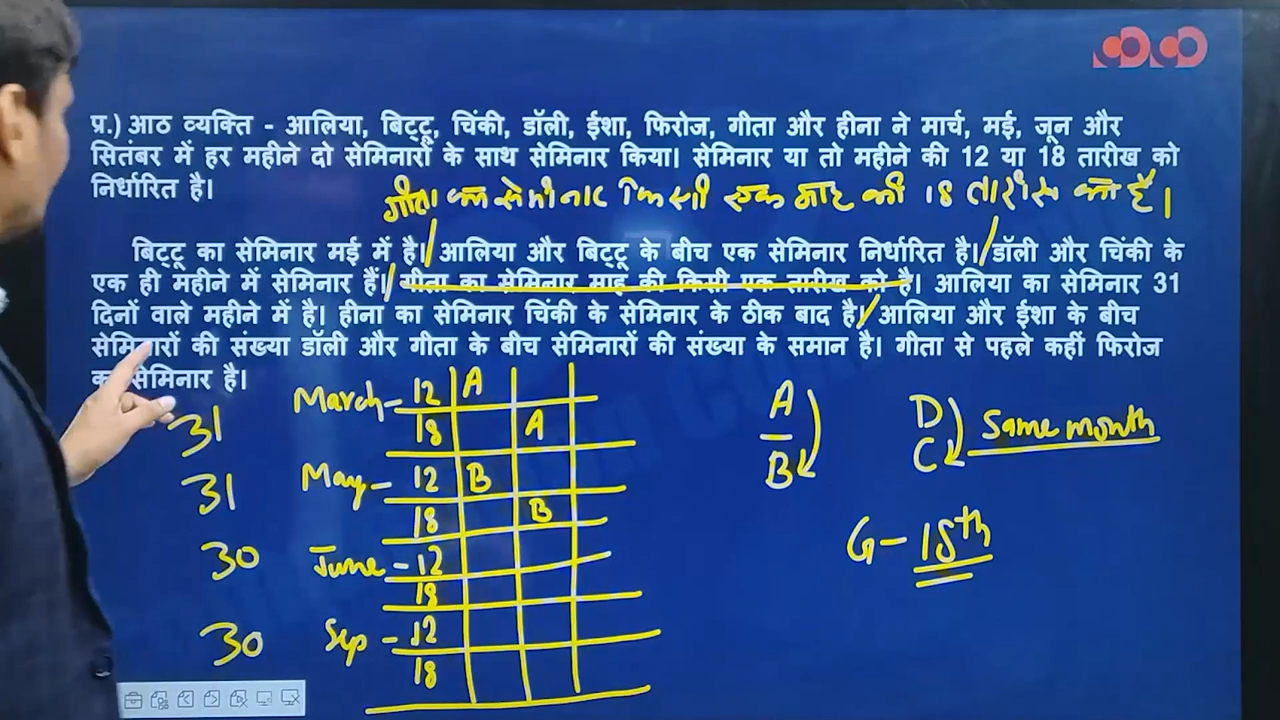 प्र.) आठ व्यक्ति - आलिया, बिट्टू, चिंकी, डॉली, ईशा, फिरोज, गीता और हीना ने मार्च, मई, जून और
सितंबर में हर महीने दो सेमिनारों के साथ सेमिनार किया। सेमिनार या तो महीने की 12 या 18 तारीख को
निर्धारित है।
गीता का सेमीनार किसी एक माह की 18 तारीख को है।
बिट्टू का सेमिनार मई में है। आलिया और बिट्टू के बीच एक सेमिनार निर्धारित है। डॉली और चिंकी के
एक ही महीने में सेमिनार हैं। गीता का सेमिनार माह की किसी एक तारीख को है। आलिया का सेमिनार 31
दिनों वाले महीने में है। हीना का सेमिनार चिंकी के सेमिनार के ठीक बाद है। आलिया और ईशा के बीच
सेमिनारों की संख्या डॉली और गीता के बीच सेमिनारों की संख्या के समान है। गीता से पहले कहीं फिरोज
का सेमिनार है।
31 March - 12 A
18 A
31 May - 12 B
18 B
30 June - 12
18
30 Sep - 12
18
A
B
D
C same month
G - 18th